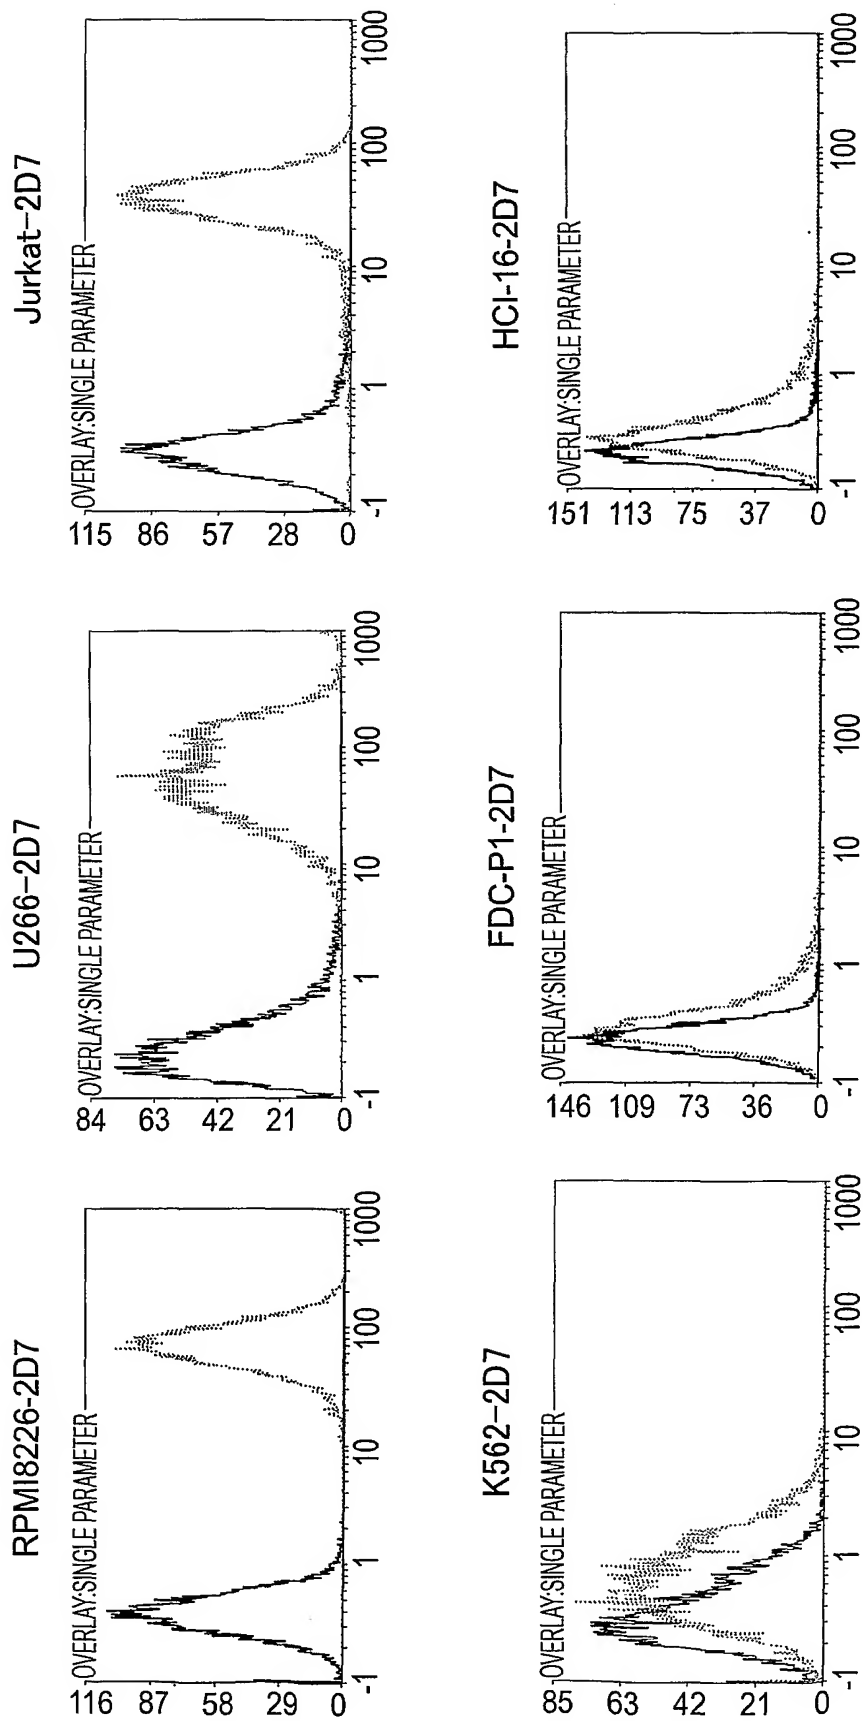 RPMI8226-2D7
OVERLAY:SINGLE PARAMETER
116
87
58
29
0
-1 1 10 100 1000
U266-2D7
OVERLAY:SINGLE PARAMETER
84
63
42
21
0
-1 1 10 100 1000
Jurkat-2D7
OVERLAY:SINGLE PARAMETER
115
86
57
28
0
-1 1 10 100 1000
K562-2D7
OVERLAY:SINGLE PARAMETER
85
63
42
21
0
-1 1 10 100 1000
FDC-P1-2D7
OVERLAY:SINGLE PARAMETER
146
109
73
36
0
-1 1 10 100 1000
HCI-16-2D7
OVERLAY:SINGLE PARAMETER
151
113
75
37
0
-1 1 10 100 1000